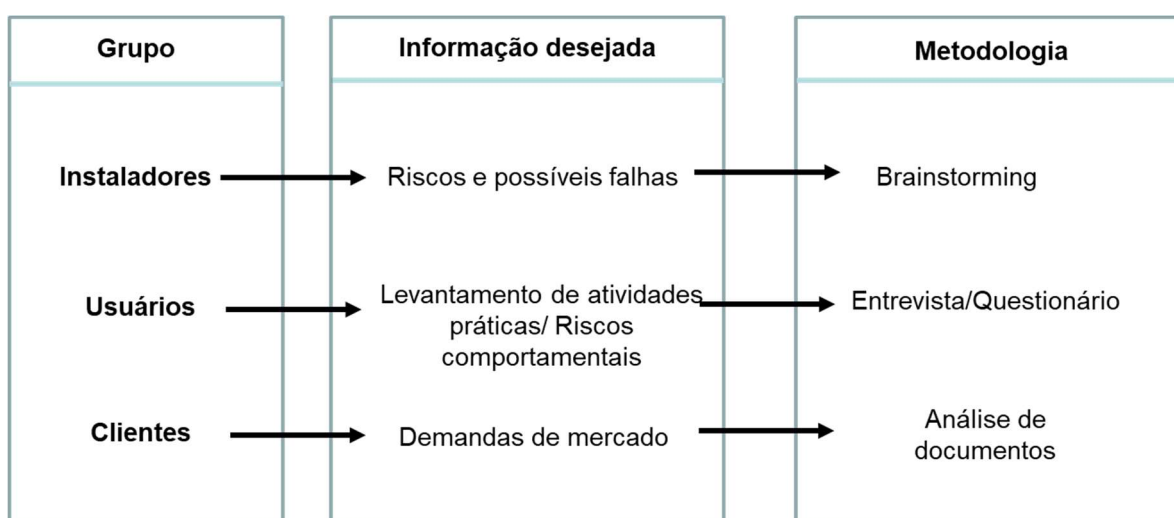 Grupo
Informação desejada
Metodologia
Instaladores
Riscos e possíveis falhas
Brainstorming
Usuários
Levantamento de atividades
práticas/ Riscos
comportamentais
Entrevista/Questionário
Clientes
Demandas de mercado
Análise de
documentos